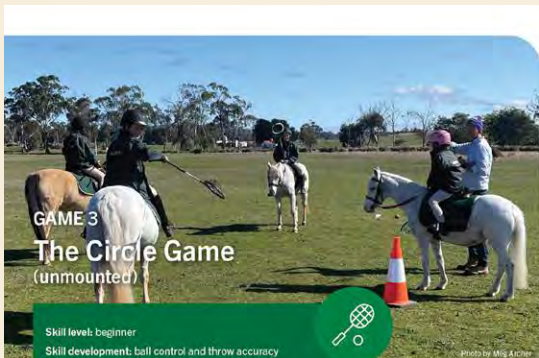 GAME 3
The Circle Game
(unmounted)
Skill level: beginner
Skill development: ball control and throw accuracy
Photo by Meg Archer